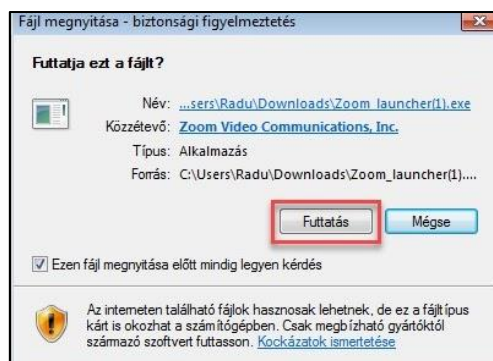 Fájl megnyitása - biztonsági figyelmeztetés
Futtatja ezt a fájlt?
Név: ...sers\Radu\Downloads\Zoom_launcher(1).exe
Közzétevő: Zoom Video Communications, Inc.
Típus: Alkalmazás
Forrás: C:\Users\Radu\Downloads\Zoom_launcher(1)....
Futtatás Mégse
Ezen fájl megnyitása előtt mindig legyen kérdés
Az interneten található fájlok hasznosak lehetnek, de ez a fájltípus
kárt is okozhat a számítógépben. Csak megbízható gyártóktól
származó szoftvert futtasson. Kockázatok ismertetése